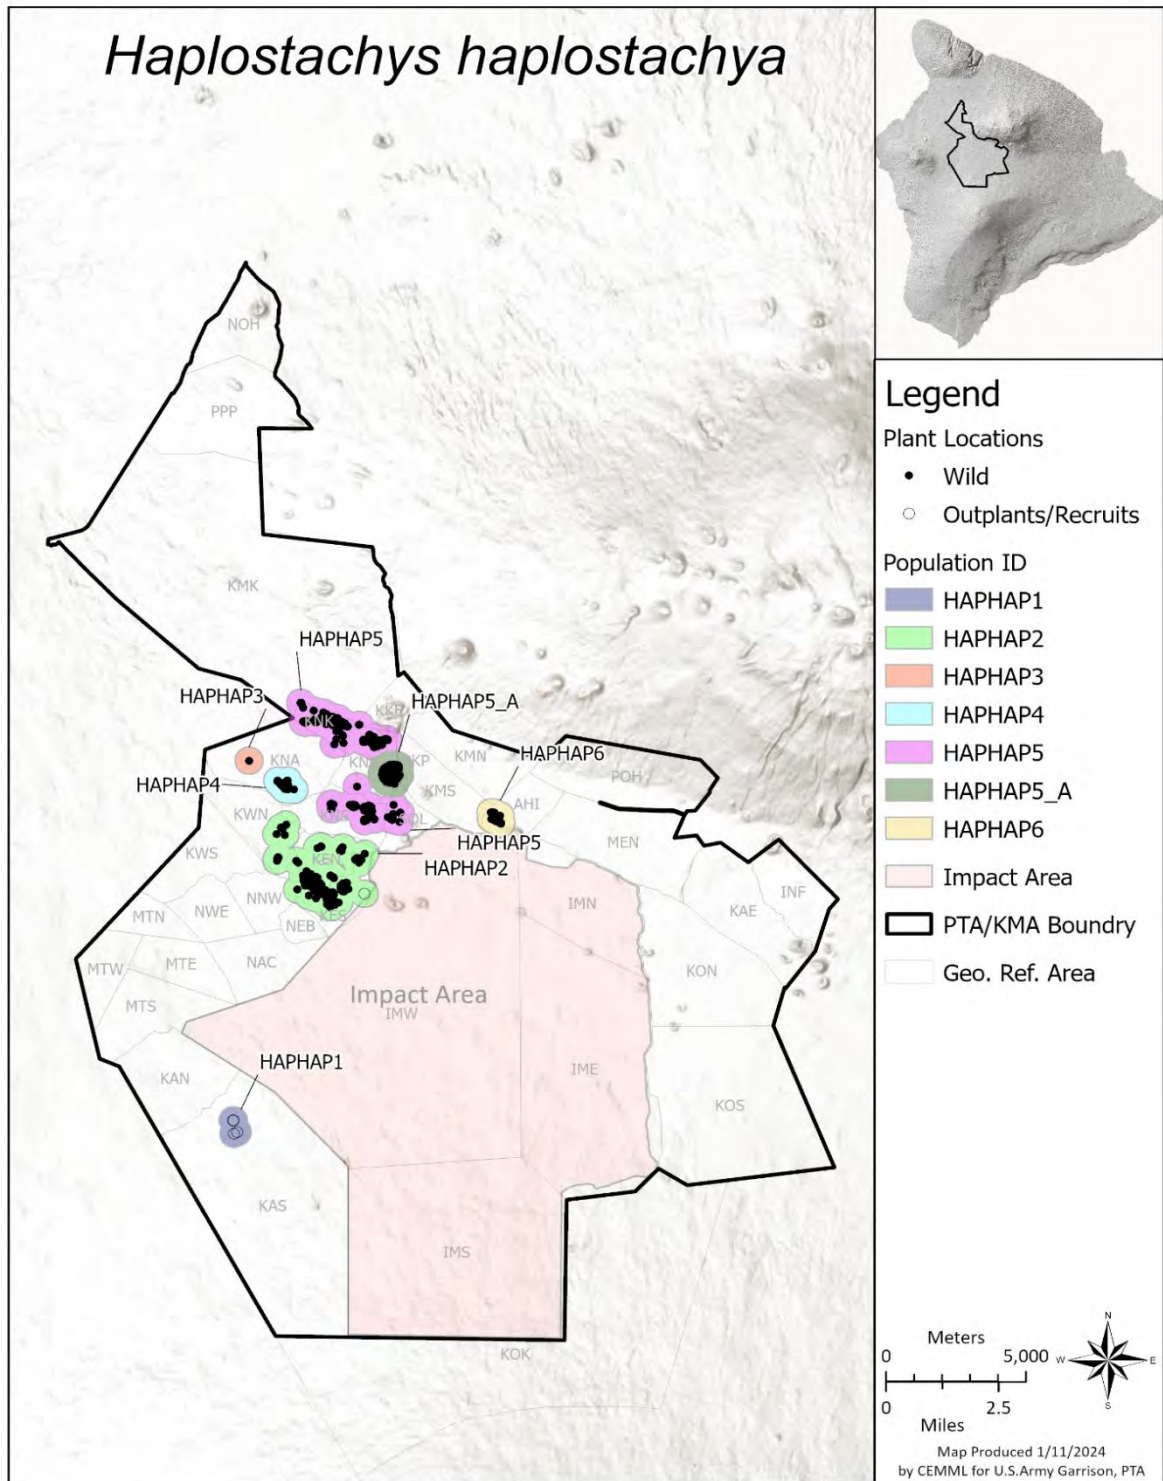 Haplostachys haplostachya
NOH
PPP
KMK
HAPHAP5
HAPHAP3
HAPHAP5_A
KNK
HAPHAP6
KNA
KP
KMN
POH
HAPHAP4
KMS
AHI
KWN
HAPHAP5
MEN
KWS
HAPHAP2
NNW
IMN
INF
NWE
MTN
KAE
NEB
NAC
MTE
MTW
KON
Impact Area
MTS
IMW
HAPHAP1
KAN
IME
KOS
KAS
IMS
KOK
Legend
Plant Locations
Wild
Outplants/Recruits
Population ID
HAPHAP1
HAPHAP2
HAPHAP3
HAPHAP4
HAPHAP5
HAPHAP5_A
HAPHAP6
Impact Area
PTA/KMA Boundry
Geo. Ref. Area
Meters
0 5,000
0 2.5
Miles
N
W E
S
Map Produced 1/11/2024
by CEMML for U.S.Army Garrison, PTA